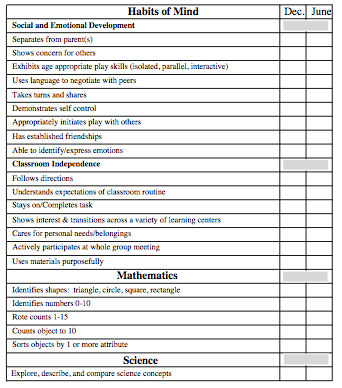 Habits of Mind Dec. June
Social and Emotional Development
Separates from parent(s)
Shows concern for others
Exhibits age appropriate play skills (isolated, parallel, interactive)
Uses language to negotiate with peers
Takes turns and shares
Demonstrates self control
Appropriately initiates play with others
Has established friendships
Able to identify/express emotions
Classroom Independence
Follows directions
Understands expectations of classroom routine
Stays on/Completes task
Shows interest & transitions across a variety of learning centers
Cares for personal needs/belongings
Actively participates at whole group meeting
Uses materials purposefully
Mathematics
Identifies shapes: triangle, circle, square, rectangle
Identifies numbers 0-10
Rote counts 1-15
Counts object to 10
Sorts objects by 1 or more attribute
Science
Explore, describe, and compare science concepts